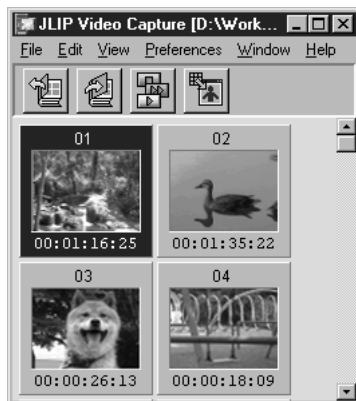 JLIP Video Capture [D:\Work...
File Edit View Preferences Window Help
01 02
00:01:16:25 00:01:35:22
03 04
00:00:26:13 00:00:18:09